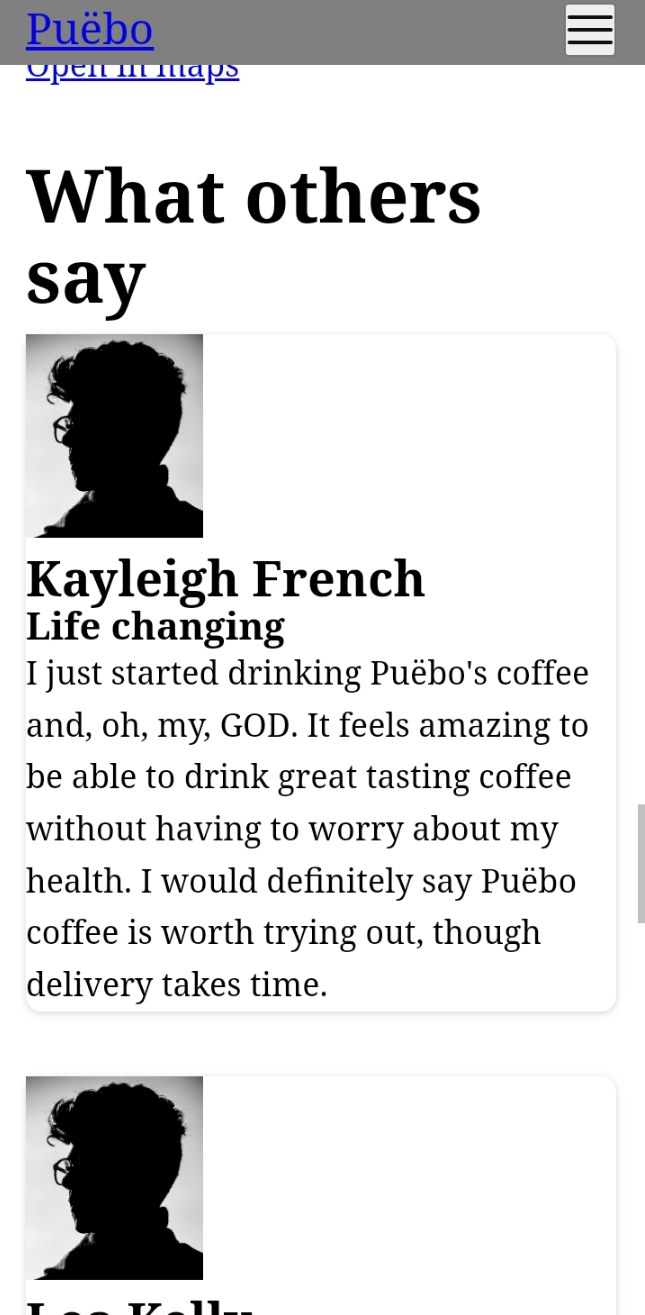 Puëbo
Open in maps
What others
say
Kayleigh French
Life changing
I just started drinking Puëbo's coffee
and, oh, my, GOD. It feels amazing to
be able to drink great tasting coffee
without having to worry about my
health. I would definitely say Puëbo
coffee is worth trying out, though
delivery takes time.
Lea Kelly